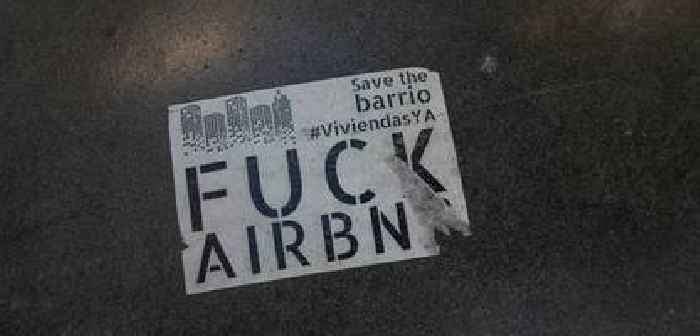 Save the
barrio
#ViviendasYA
FUCK
AIRBN